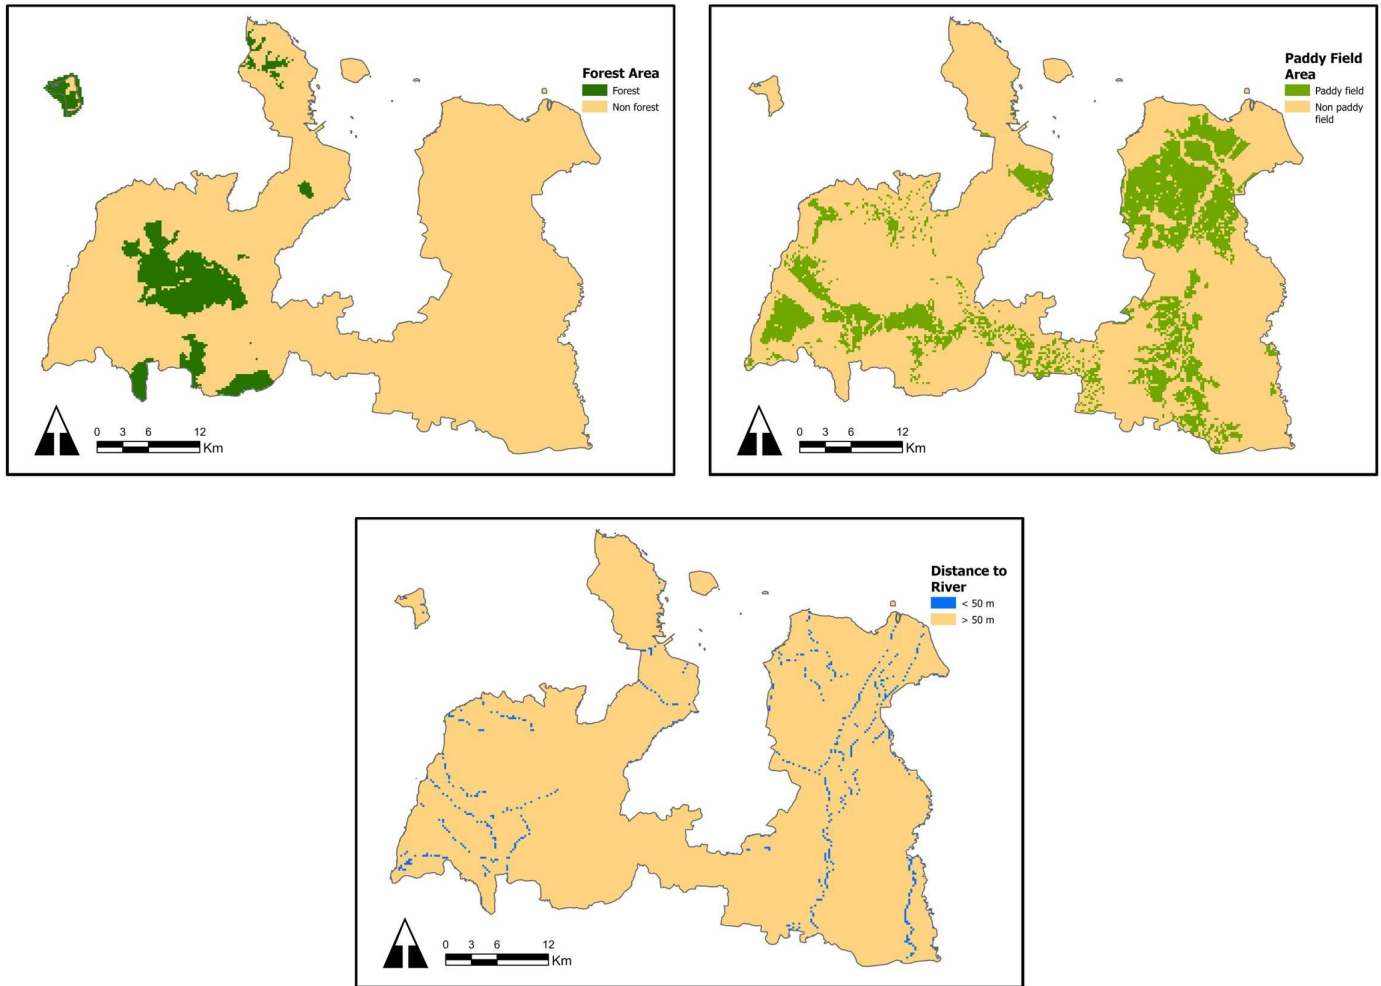 Forest Area
Forest
Non forest
0 3 6 12
Km
Paddy Field
Area
Paddy field
Non paddy
field
0 3 6 12
Km
Distance to
River
< 50 m
> 50 m
0 3 6 12
Km